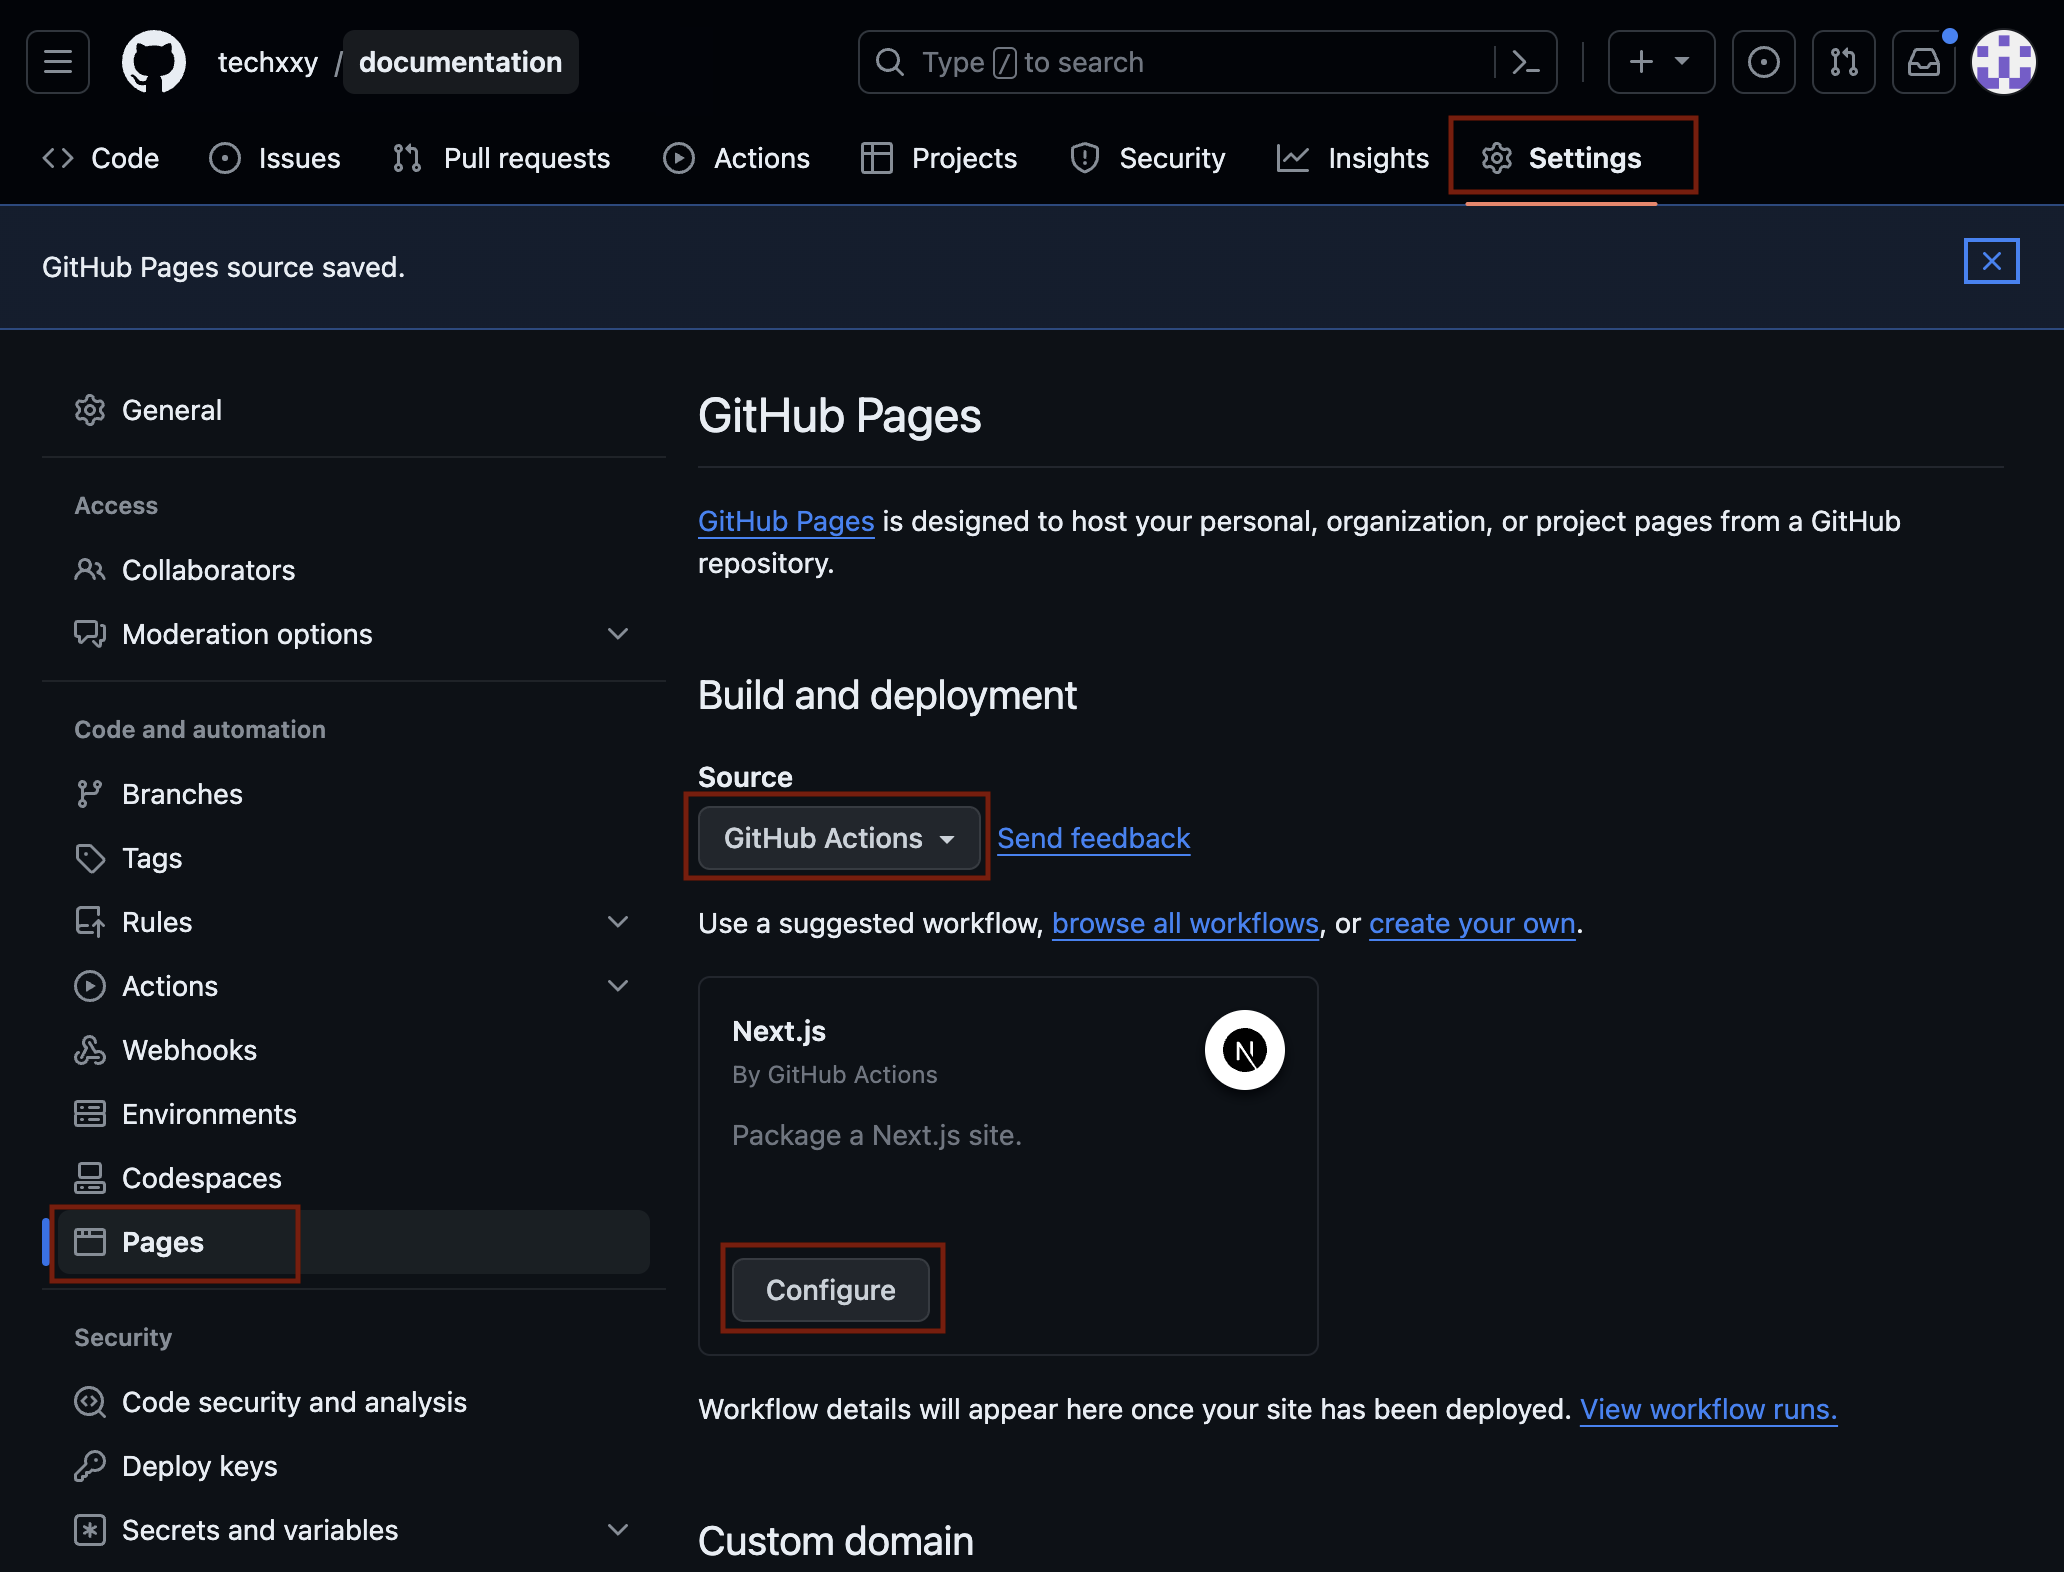 techxxy / documentation
Type / to search
Code Issues Pull requests Actions Projects Security Insights Settings
GitHub Pages source saved.
General
Access
Collaborators
Moderation options
Code and automation
Branches
Tags
Rules
Actions
Webhooks
Environments
Codespaces
Pages
Security
Code security and analysis
Deploy keys
Secrets and variables
GitHub Pages
GitHub Pages is designed to host your personal, organization, or project pages from a GitHub
repository.
Build and deployment
Source
GitHub Actions Send feedback
Use a suggested workflow, browse all workflows, or create your own.
Next.js
N
By GitHub Actions
Package a Next.js site.
Configure
Workflow details will appear here once your site has been deployed. View workflow runs.
Custom domain